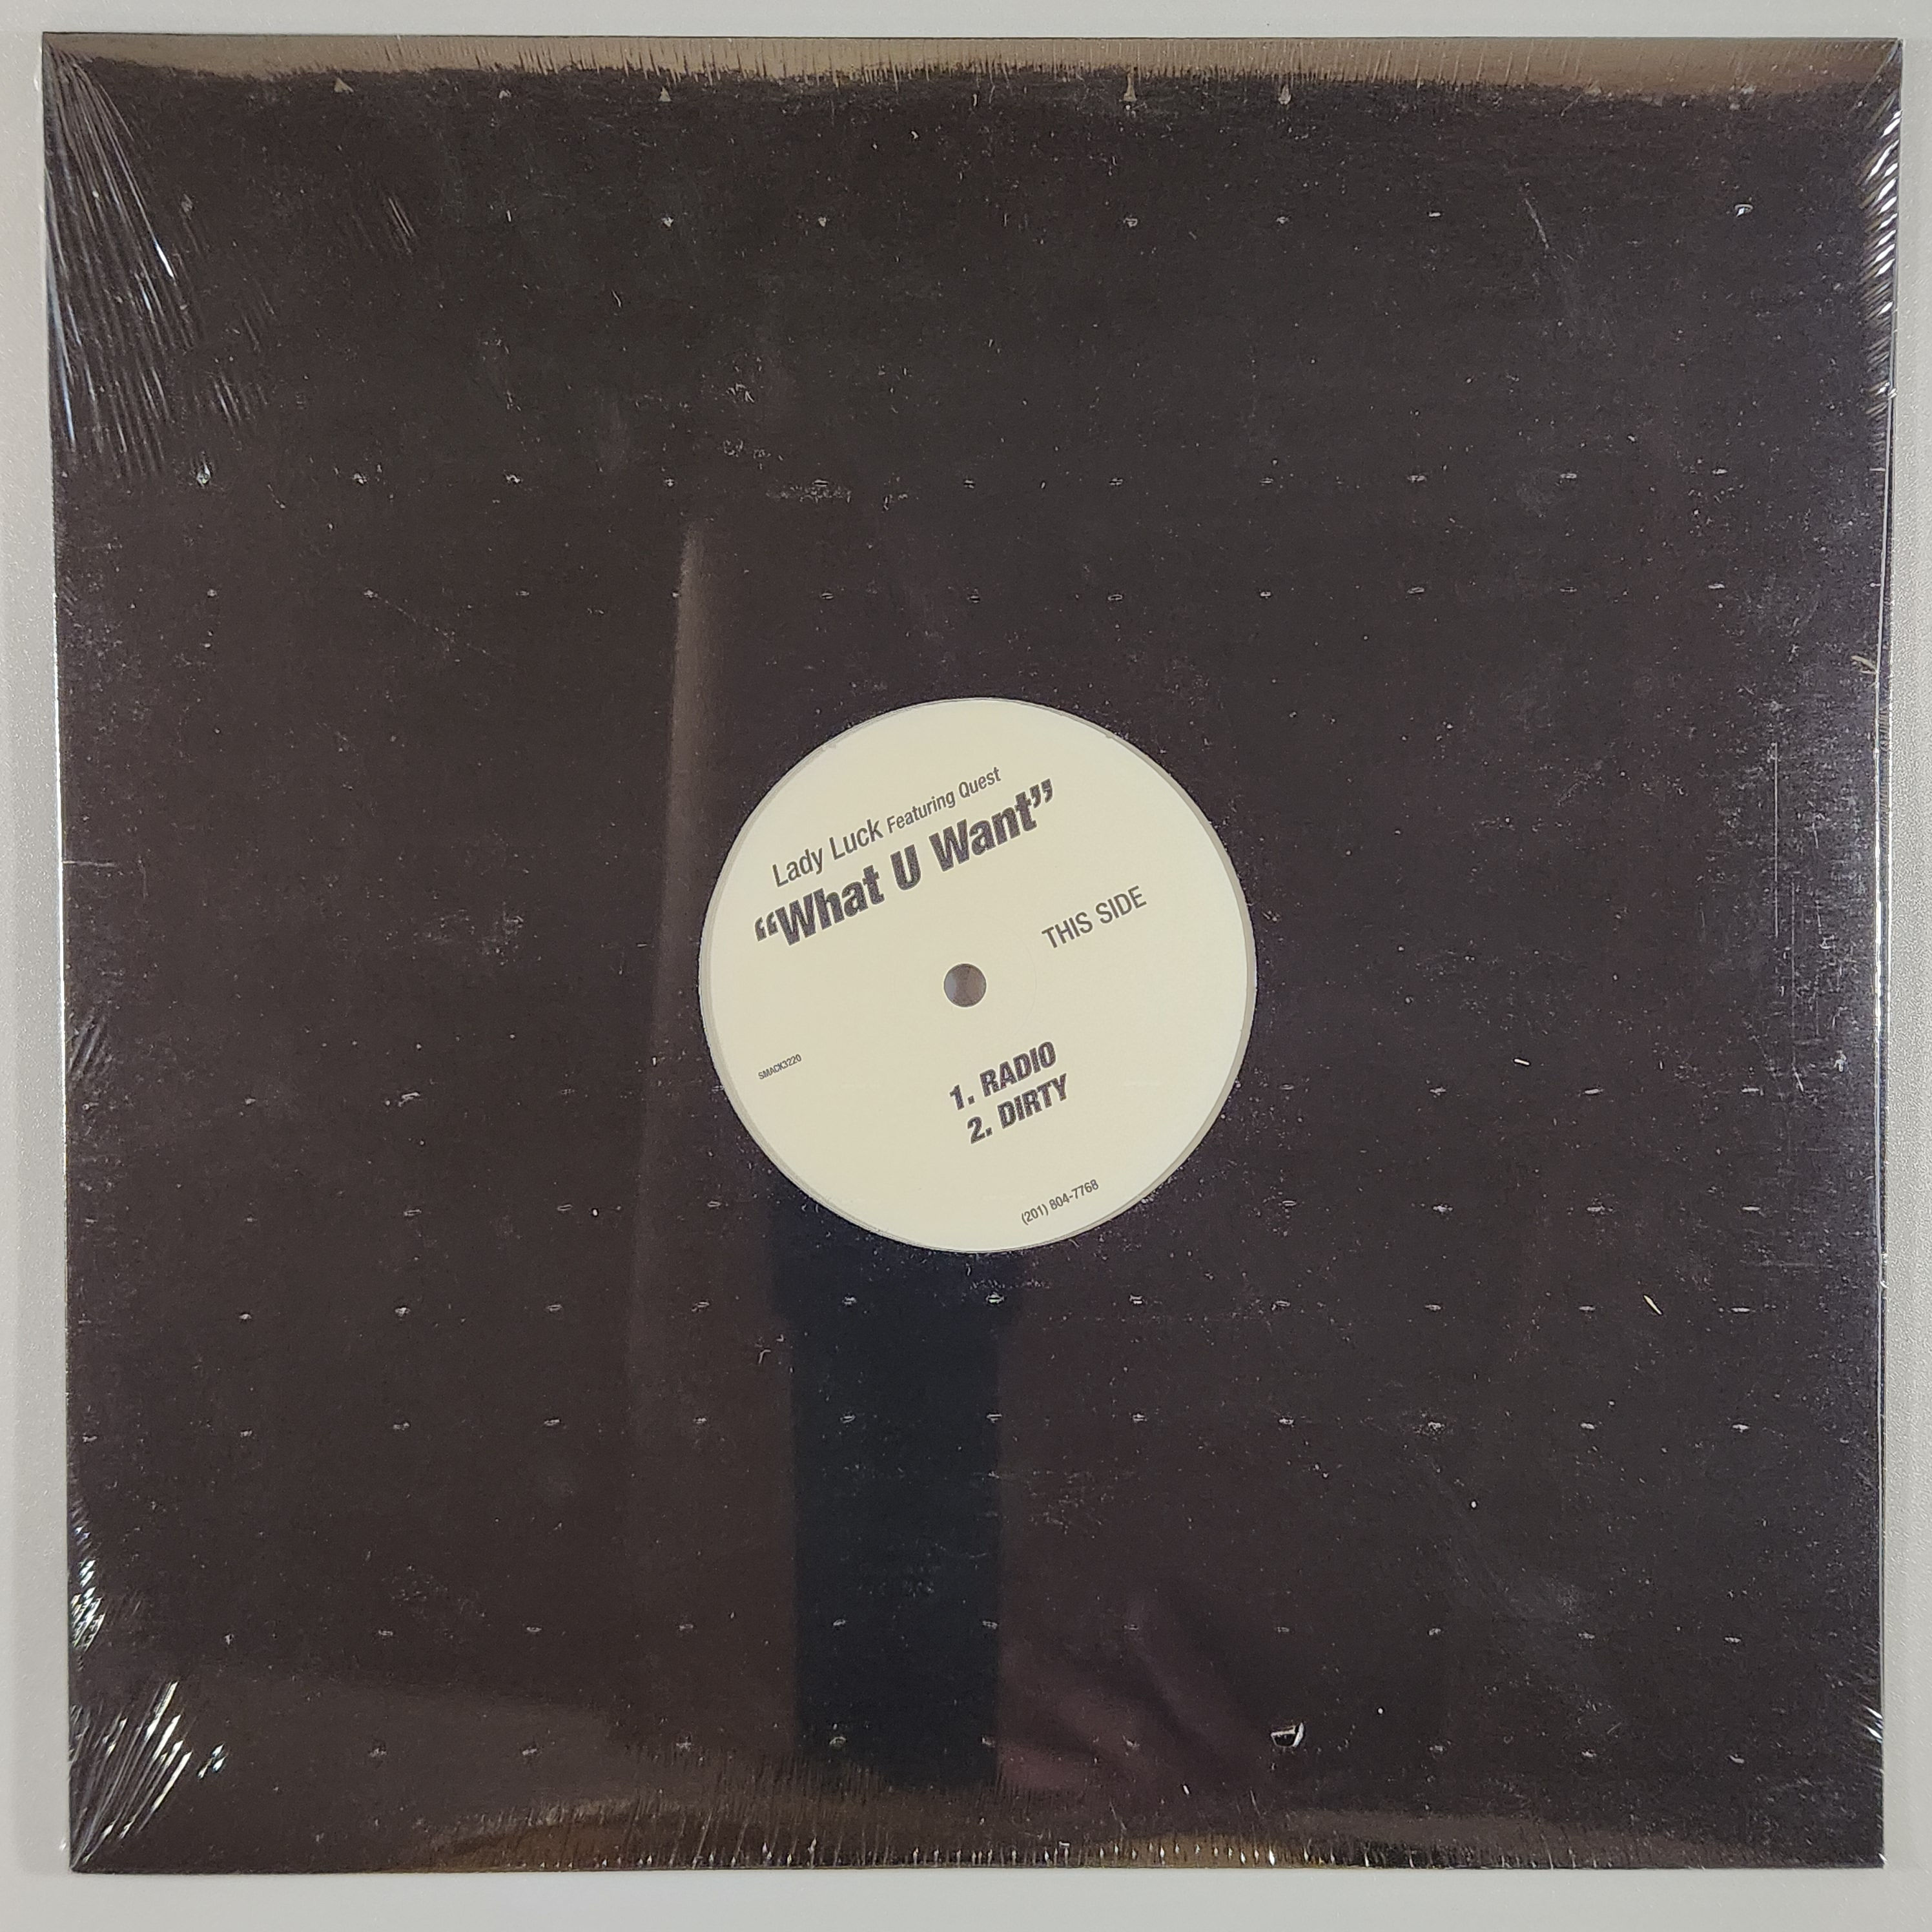 Lady Luck Featuring Quest
“What U Want”
THIS SIDE
SMACK3220
1. RADIO
2. DIRTY
(201) 804-7768